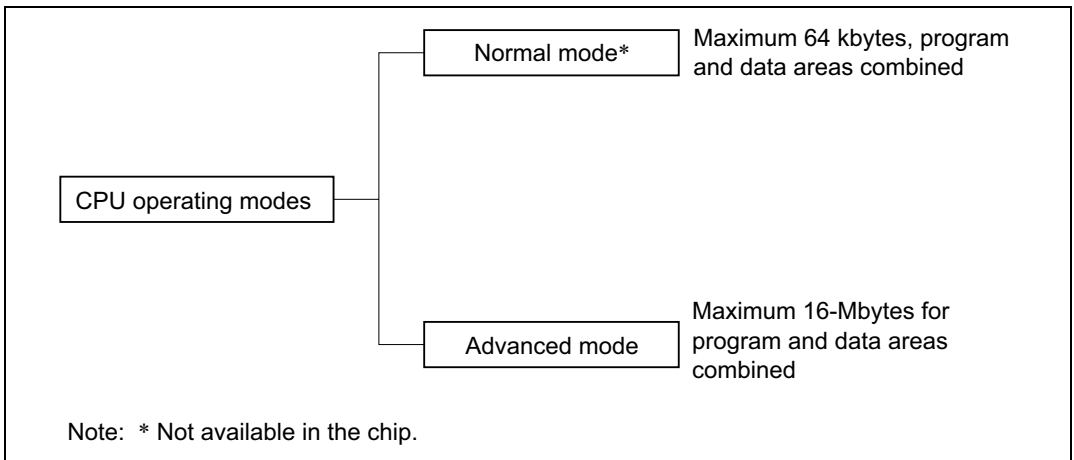 Normal mode*
Maximum 64 kbytes, program
and data areas combined
CPU operating modes
Advanced mode
Maximum 16-Mbytes for
program and data areas
combined
Note: * Not available in the chip.